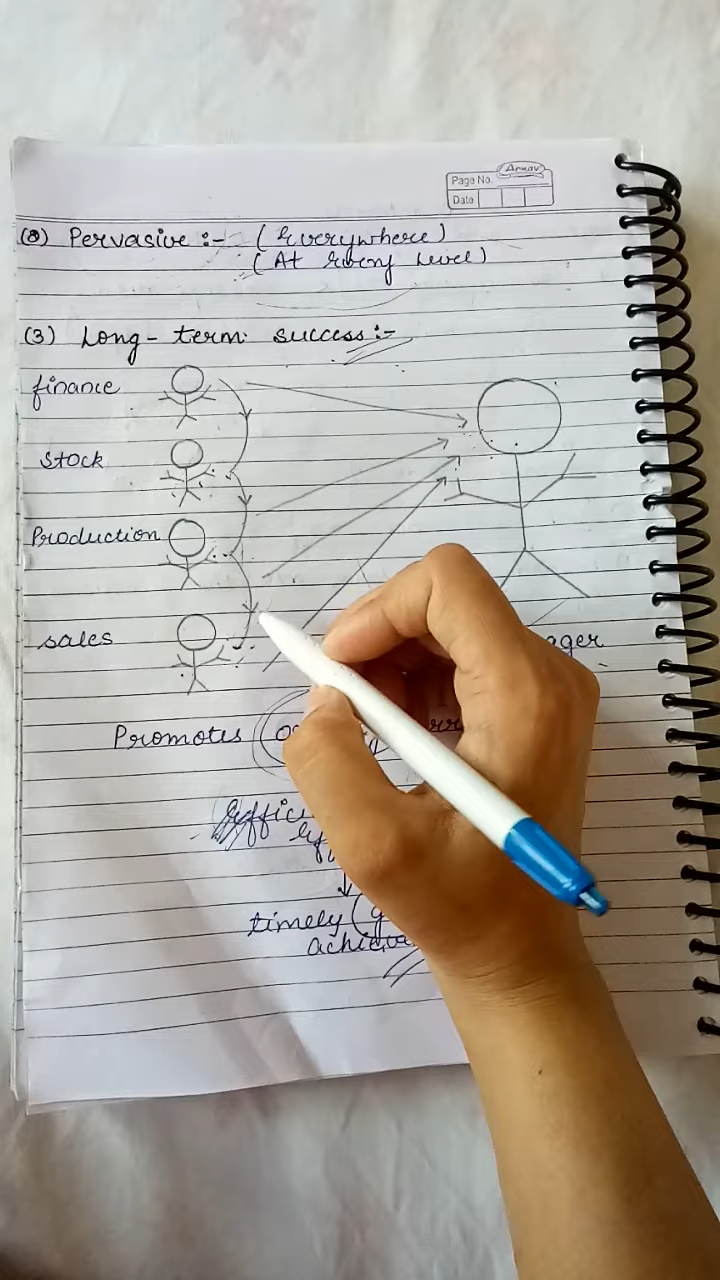 Page No. Arnav
Date
(8) Pervasive :- (Everywhere)
(At every level)
(3) Long-term success :-
finance
Stock
Production
sales
Promotes
timely